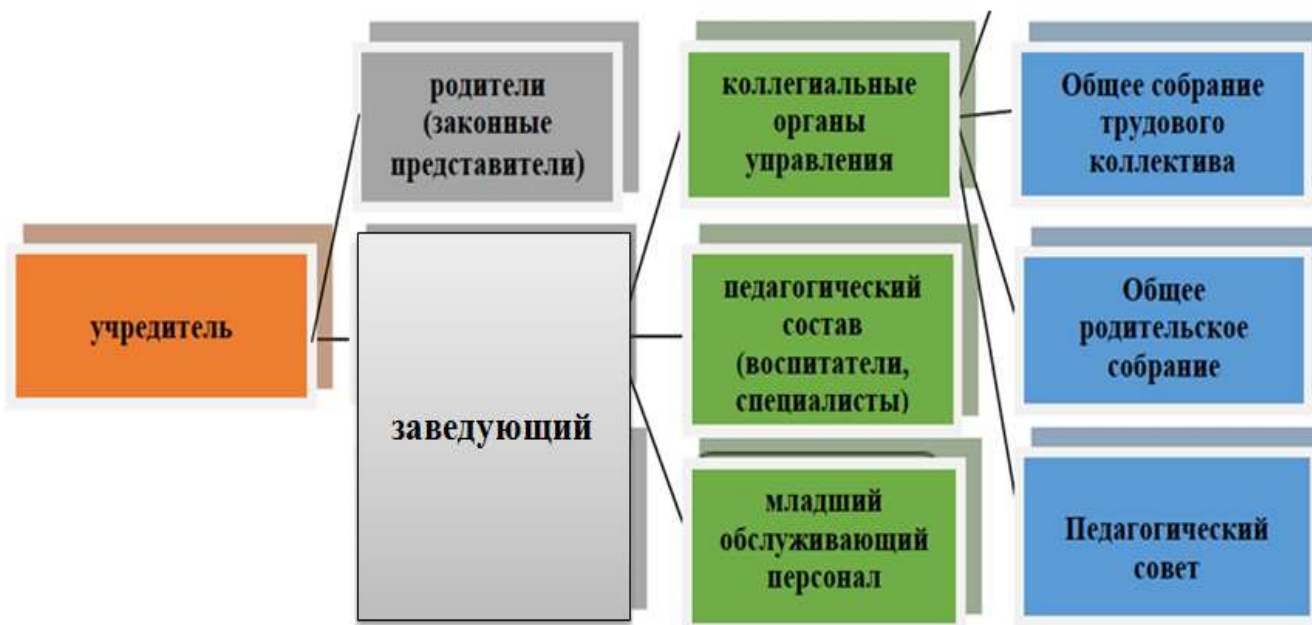 родители
(законные
представители)
коллегиальные
органы
управления
Общее собрание
трудового
коллектива
учредитель
заведующий
педагогический
состав
(воспитатели,
специалисты)
Общее
родительское
собрание
младший
обслуживающий
персонал
Педагогический
совет